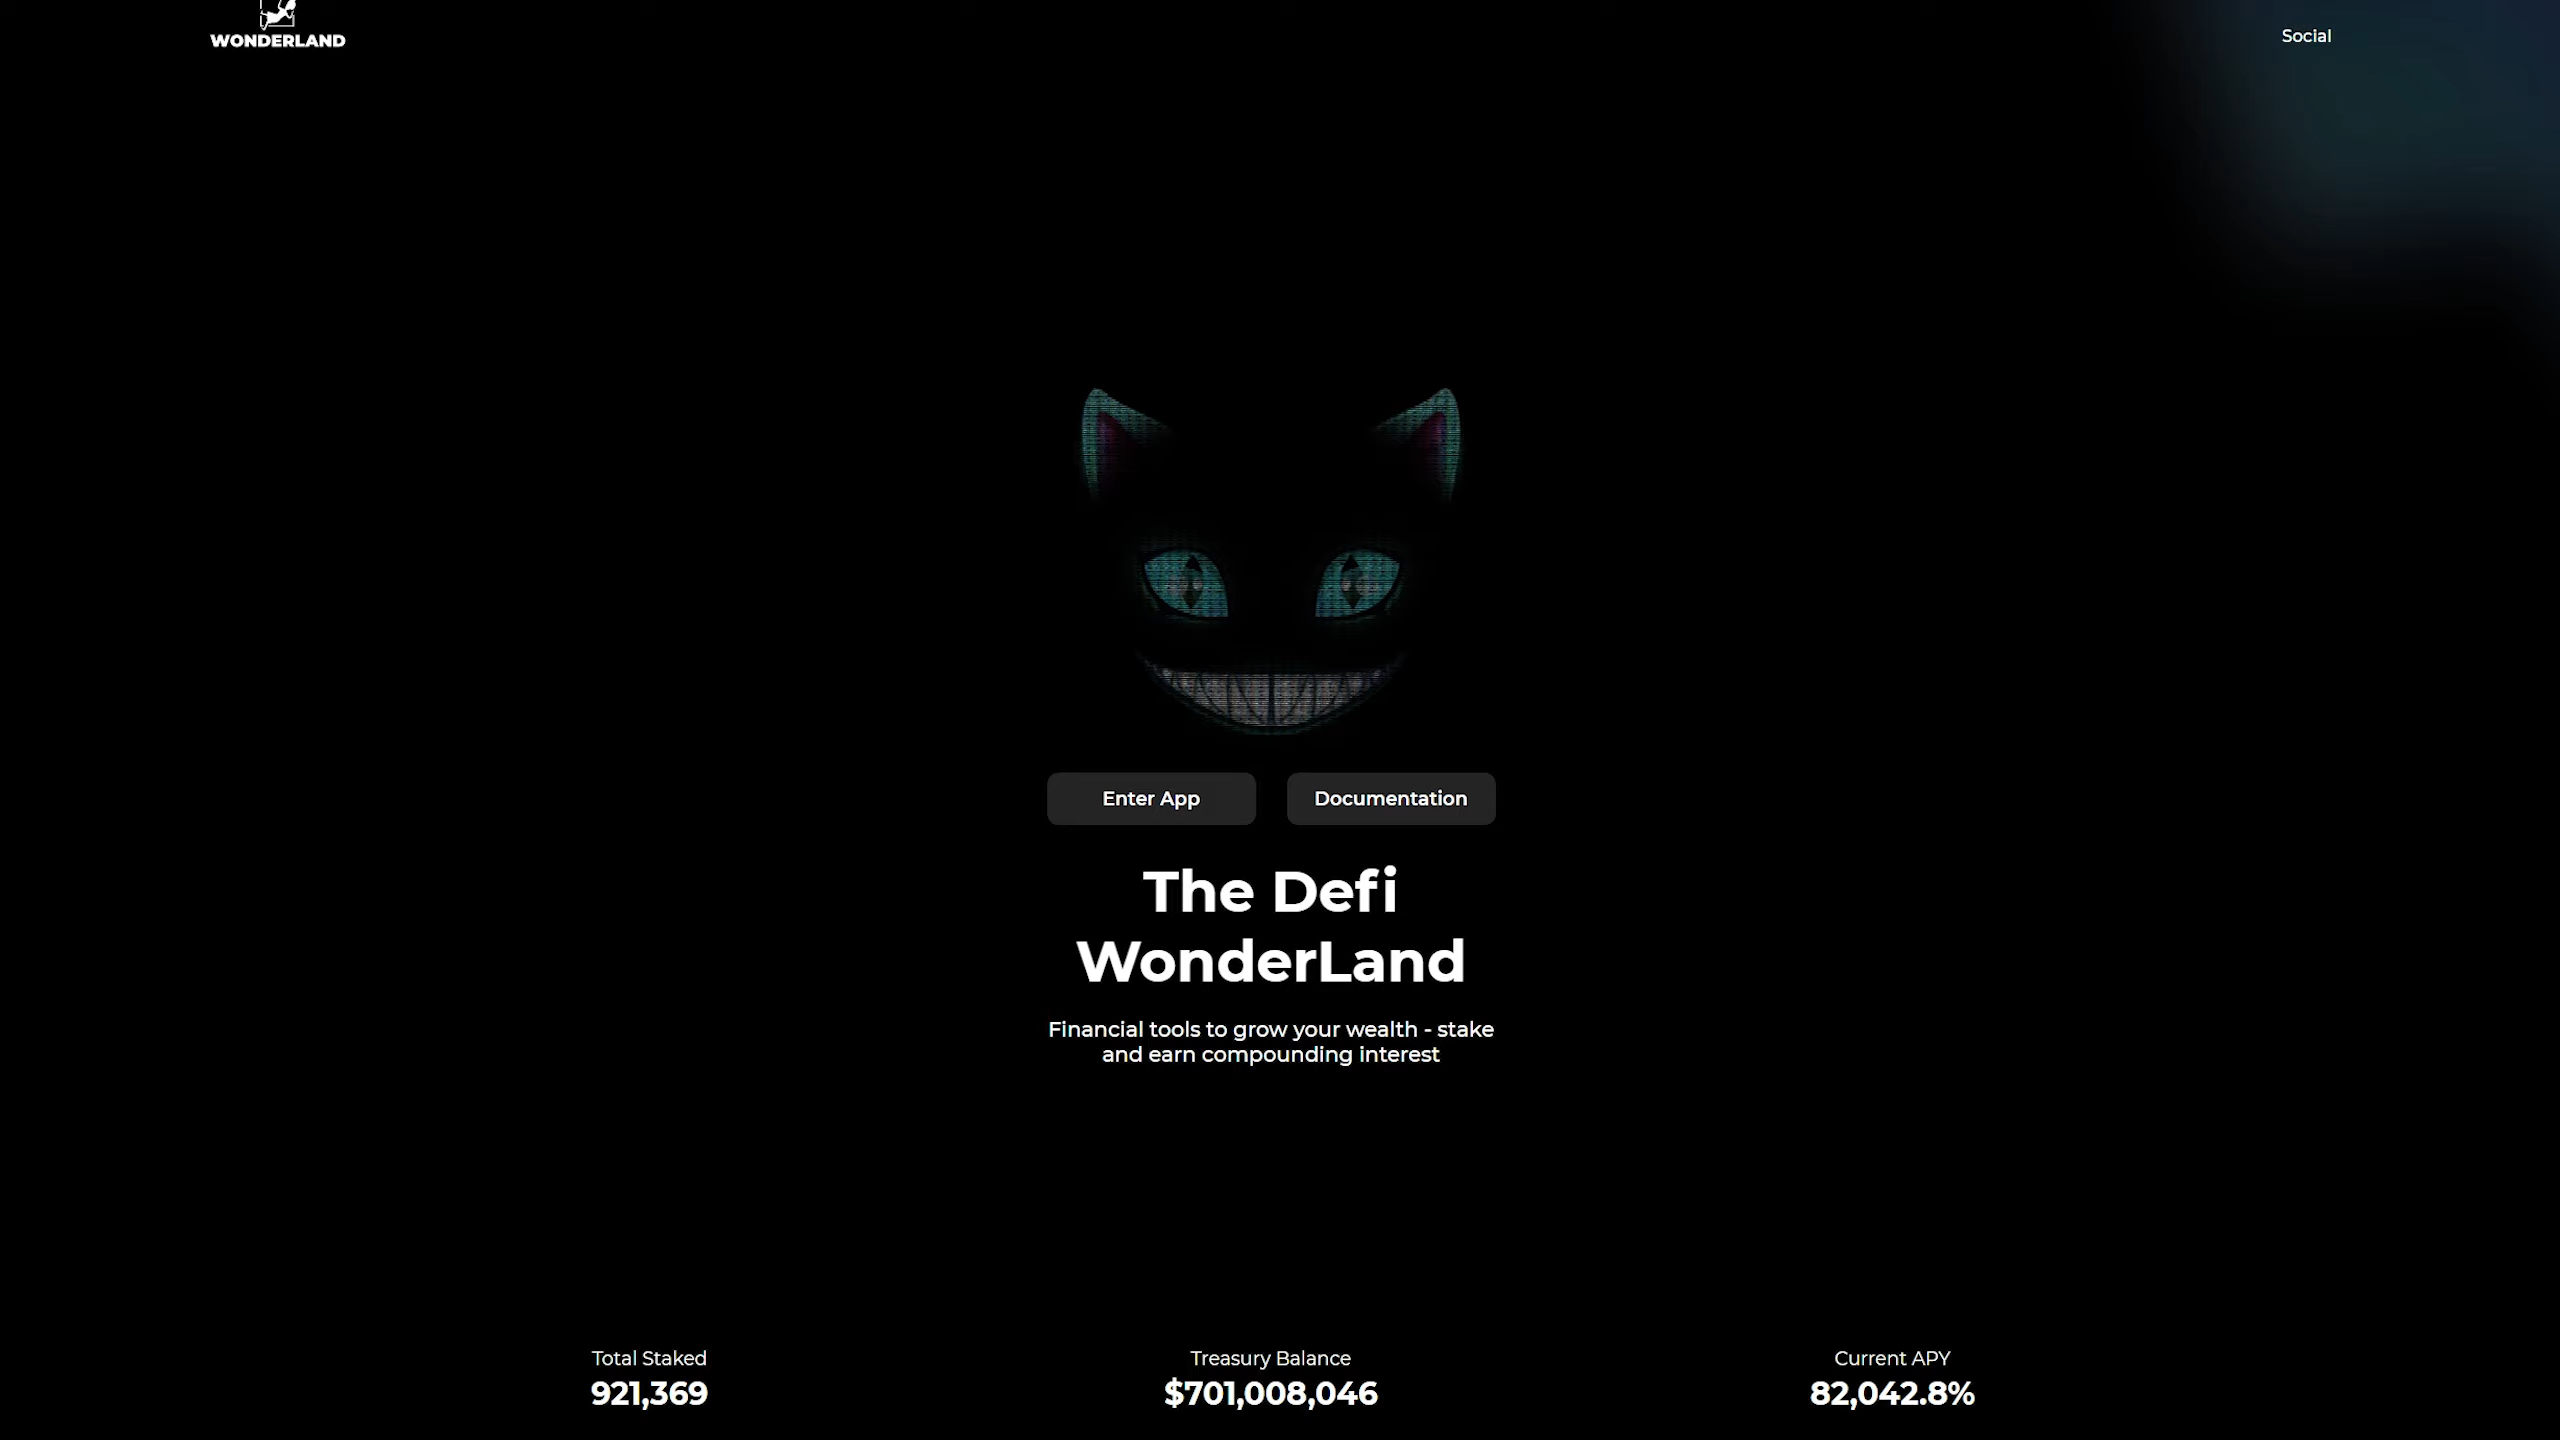 WONDERLAND
Social
Enter App
Documentation
The Defi
WonderLand
Financial tools to grow your wealth - stake
and earn compounding interest
Total Staked
921,369
Treasury Balance
$701,008,046
Current APY
82,042.8%